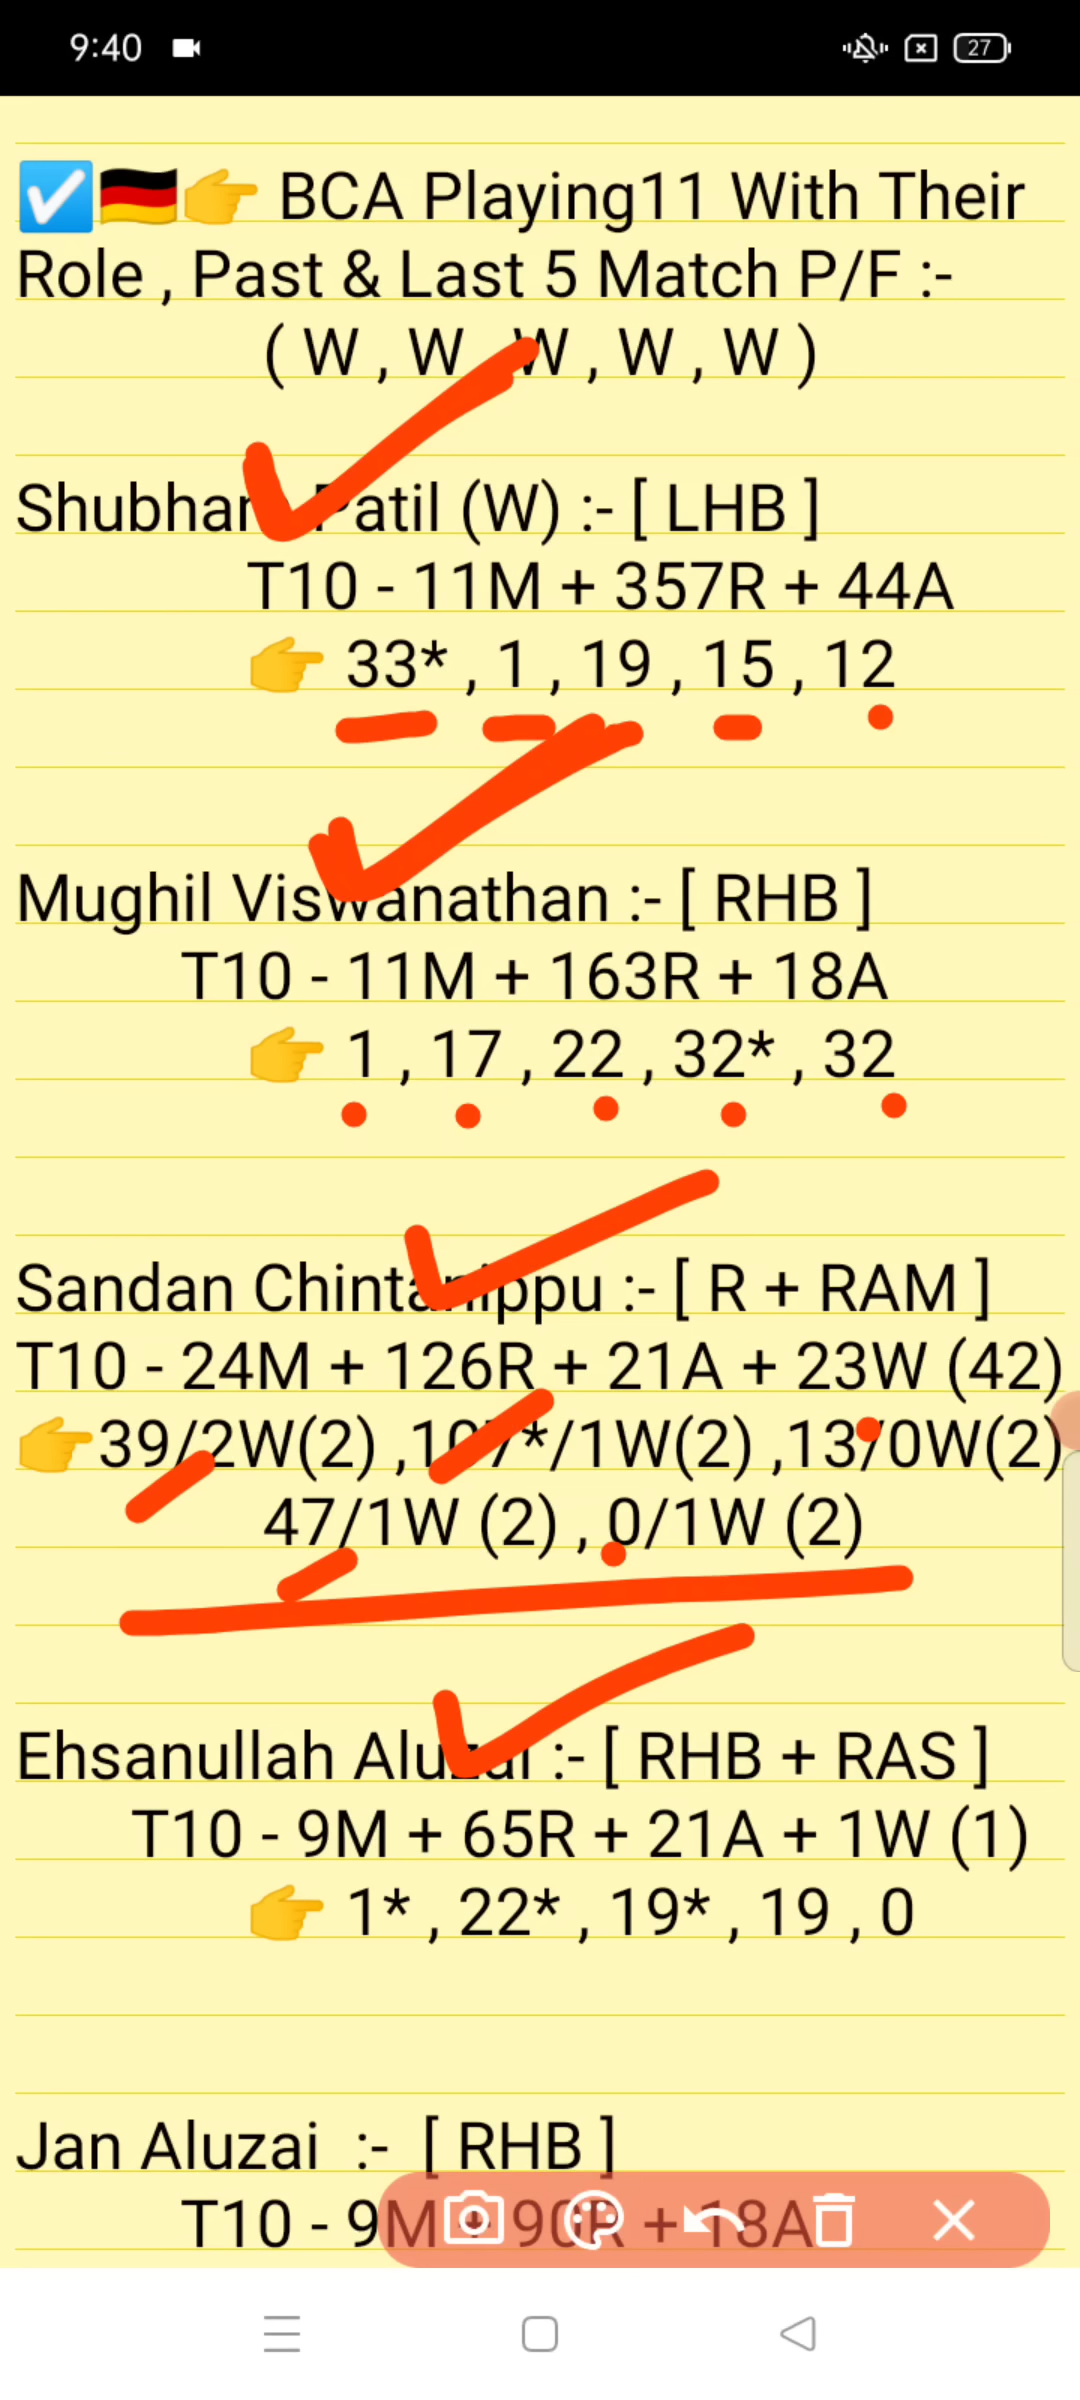 9:40
27
☑️🇩🇪👉 BCA Playing11 With Their
Role , Past & Last 5 Match P/F :-
( W , W , W , W , W )
Shubham Patil (W) :- [ LHB ]
T10 - 11M + 357R + 44A
👉 33* , 1 , 19 , 15 , 12
Mughil Viswanathan :- [ RHB ]
T10 - 11M + 163R + 18A
👉 1 , 17 , 22 , 32* , 32
Sandan :- [ R + RAM ]
T10 - 24M + 126R + 21A + 23W (42)
👉39/2W(2) ,107*/1W(2) ,13/0W(2)
47/1W (2) , 0/1W (2)
Ehsanullah Aluzai :- [ RHB + RAS ]
T10 - 9M + 65R + 21A + 1W (1)
👉 1* , 22* , 19* , 19 , 0
Jan Aluzai :- [ RHB ]
T10 - 9M + 90R + 18A